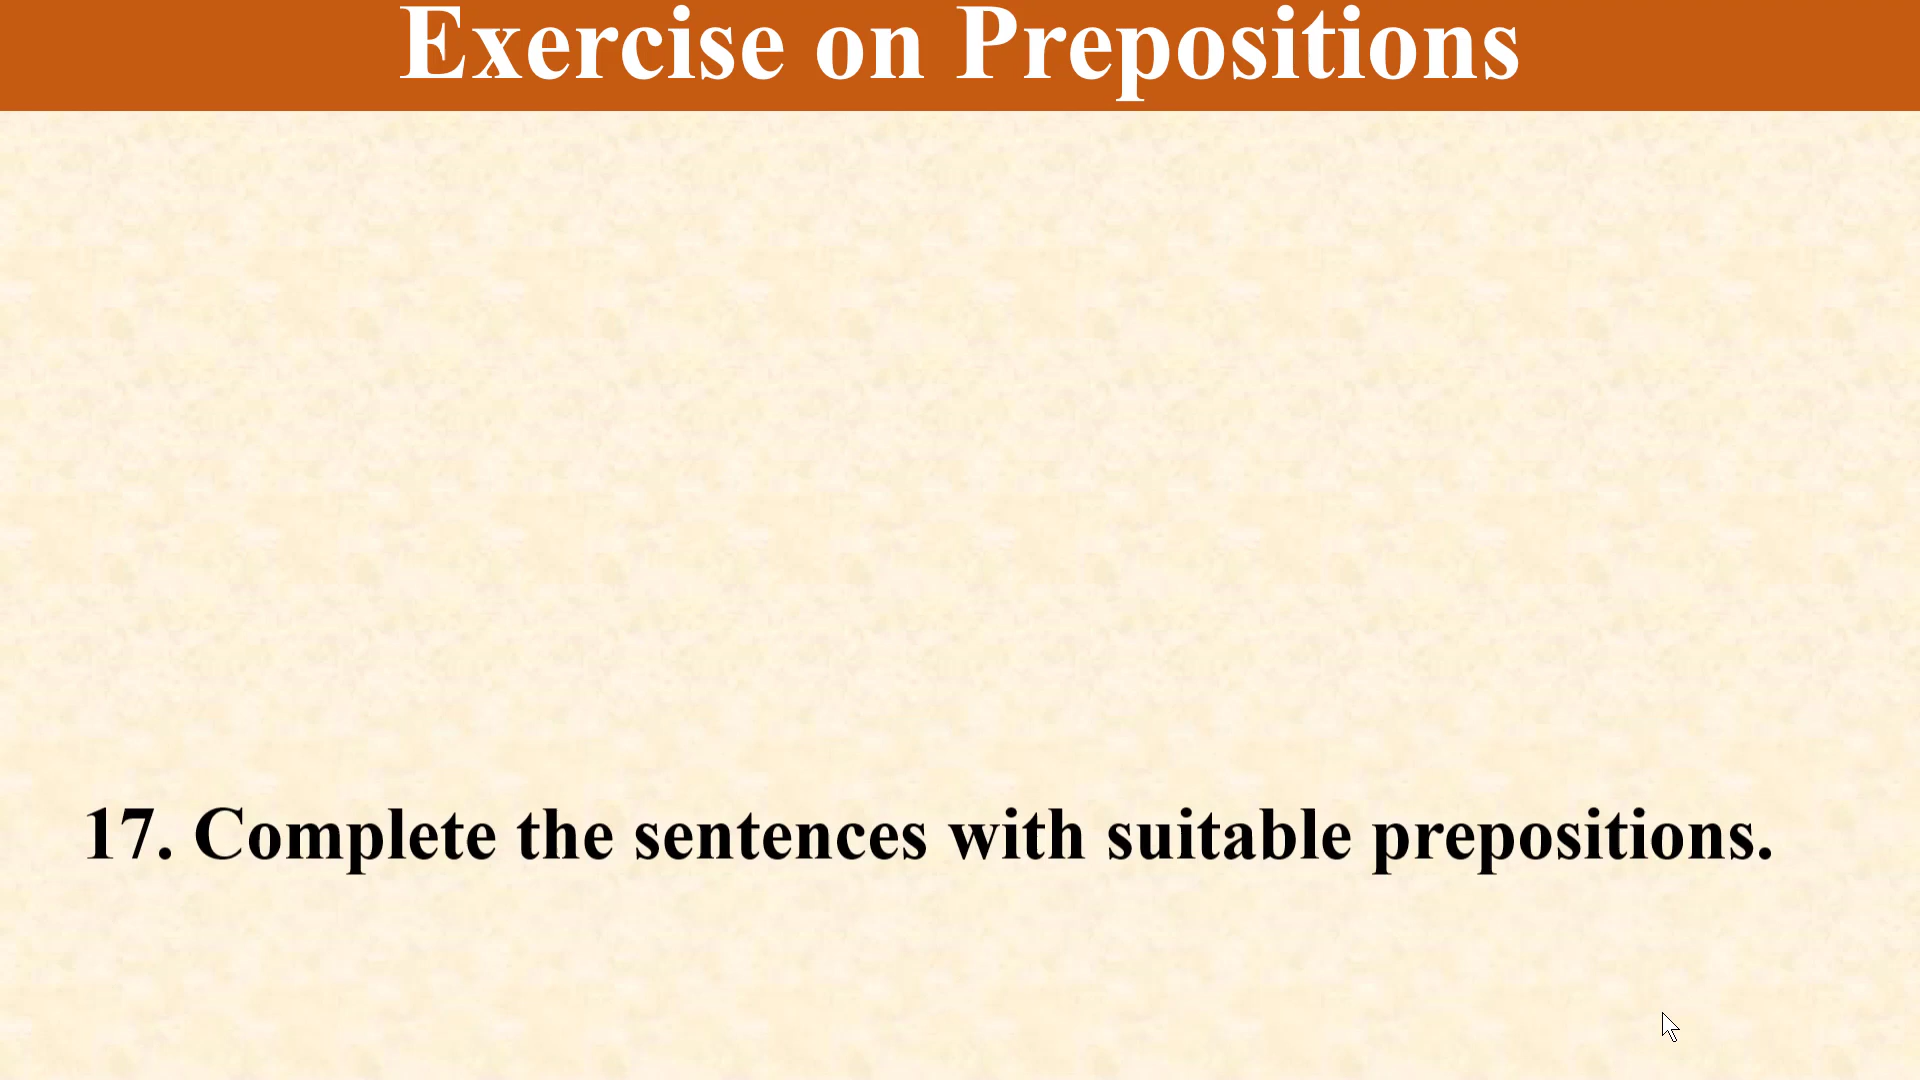 Exercise on Prepositions
17. Complete the sentences with suitable prepositions.